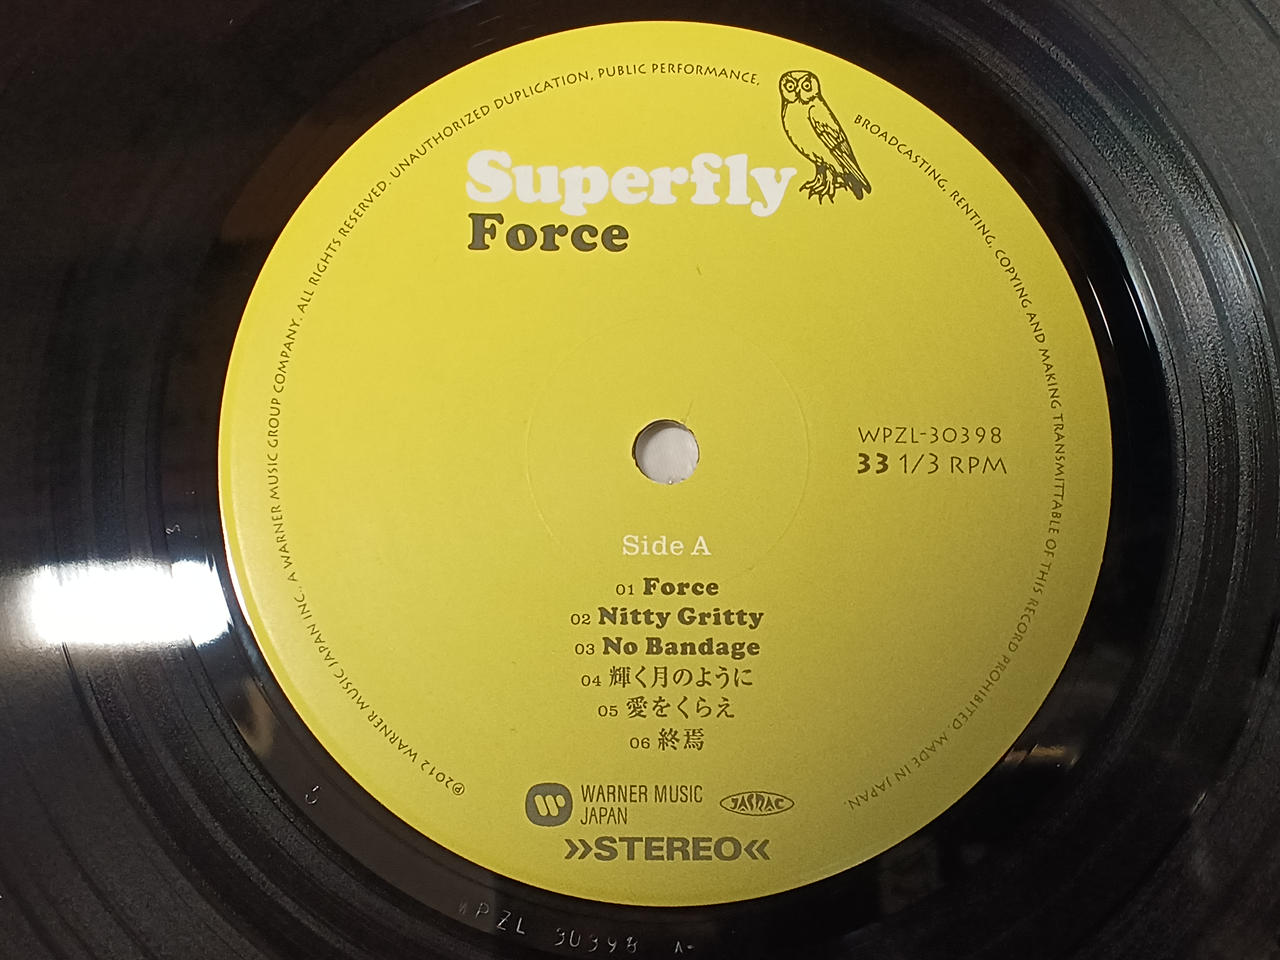 Superfly
Force
WPZL-30398
33 1/3 RPM
Side A
01 Force
02 Nitty Gritty
03 No Bandage
04 輝く月のように
05 愛をくらえ
06 終焉
WARNER MUSIC
JAPAN
JASRAC
»STEREO«
℗2012 WARNER MUSIC JAPAN INC., A WARNER MUSIC GROUP COMPANY. ALL RIGHTS RESERVED. UNAUTHORIZED DUPLICATION, PUBLIC PERFORMANCE, BROADCASTING, RENTING, COPYING AND MAKING TRANSMITTABLE OF THIS RECORD PROHIBITED. MADE IN JAPAN.
WPZL 30398 A